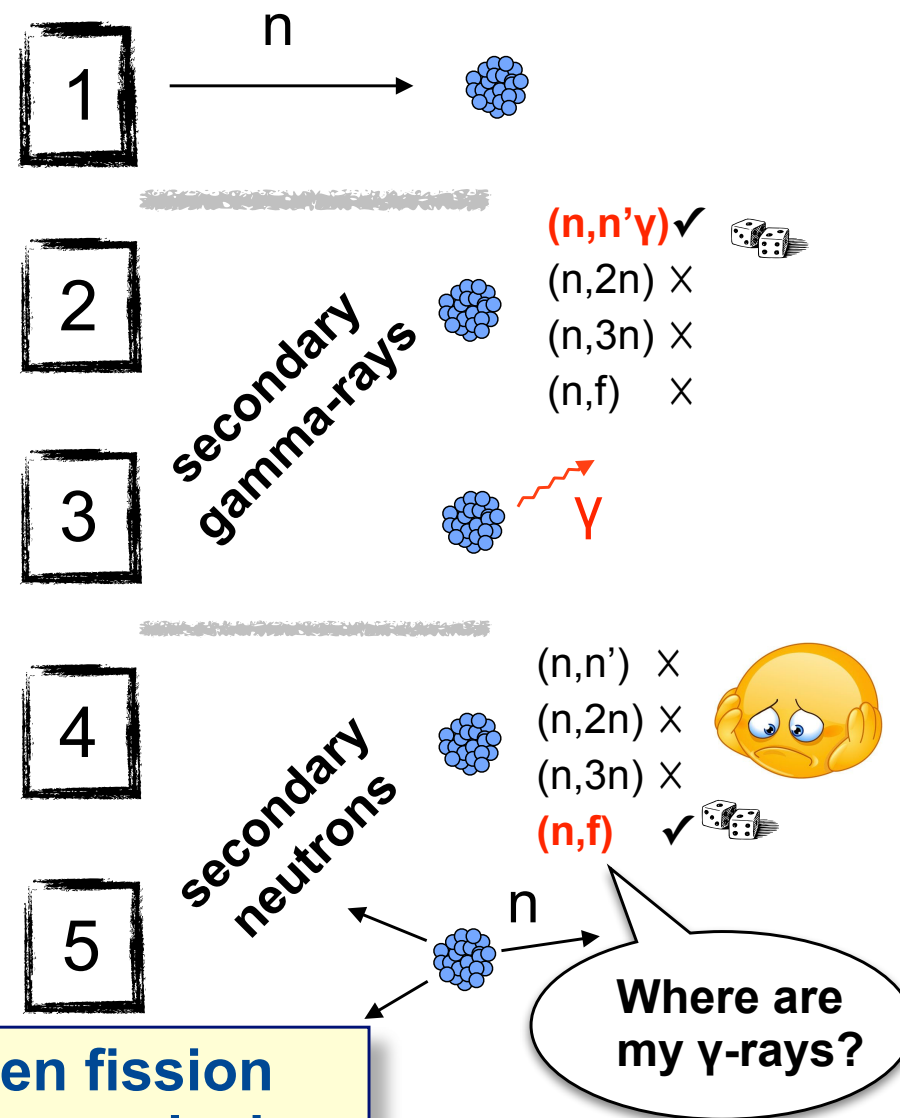 1
n
2
secondary
gamma-rays
(n,n’γ) ✓
(n,2n) ☓
(n,3n) ☓
(n,f) ☓
3
γ
4
secondary
neutrons
(n,n’) ☓
(n,2n) ☓
(n,3n) ☓
(n,f) ✓
5
n
Where are
my γ-rays?
en fission